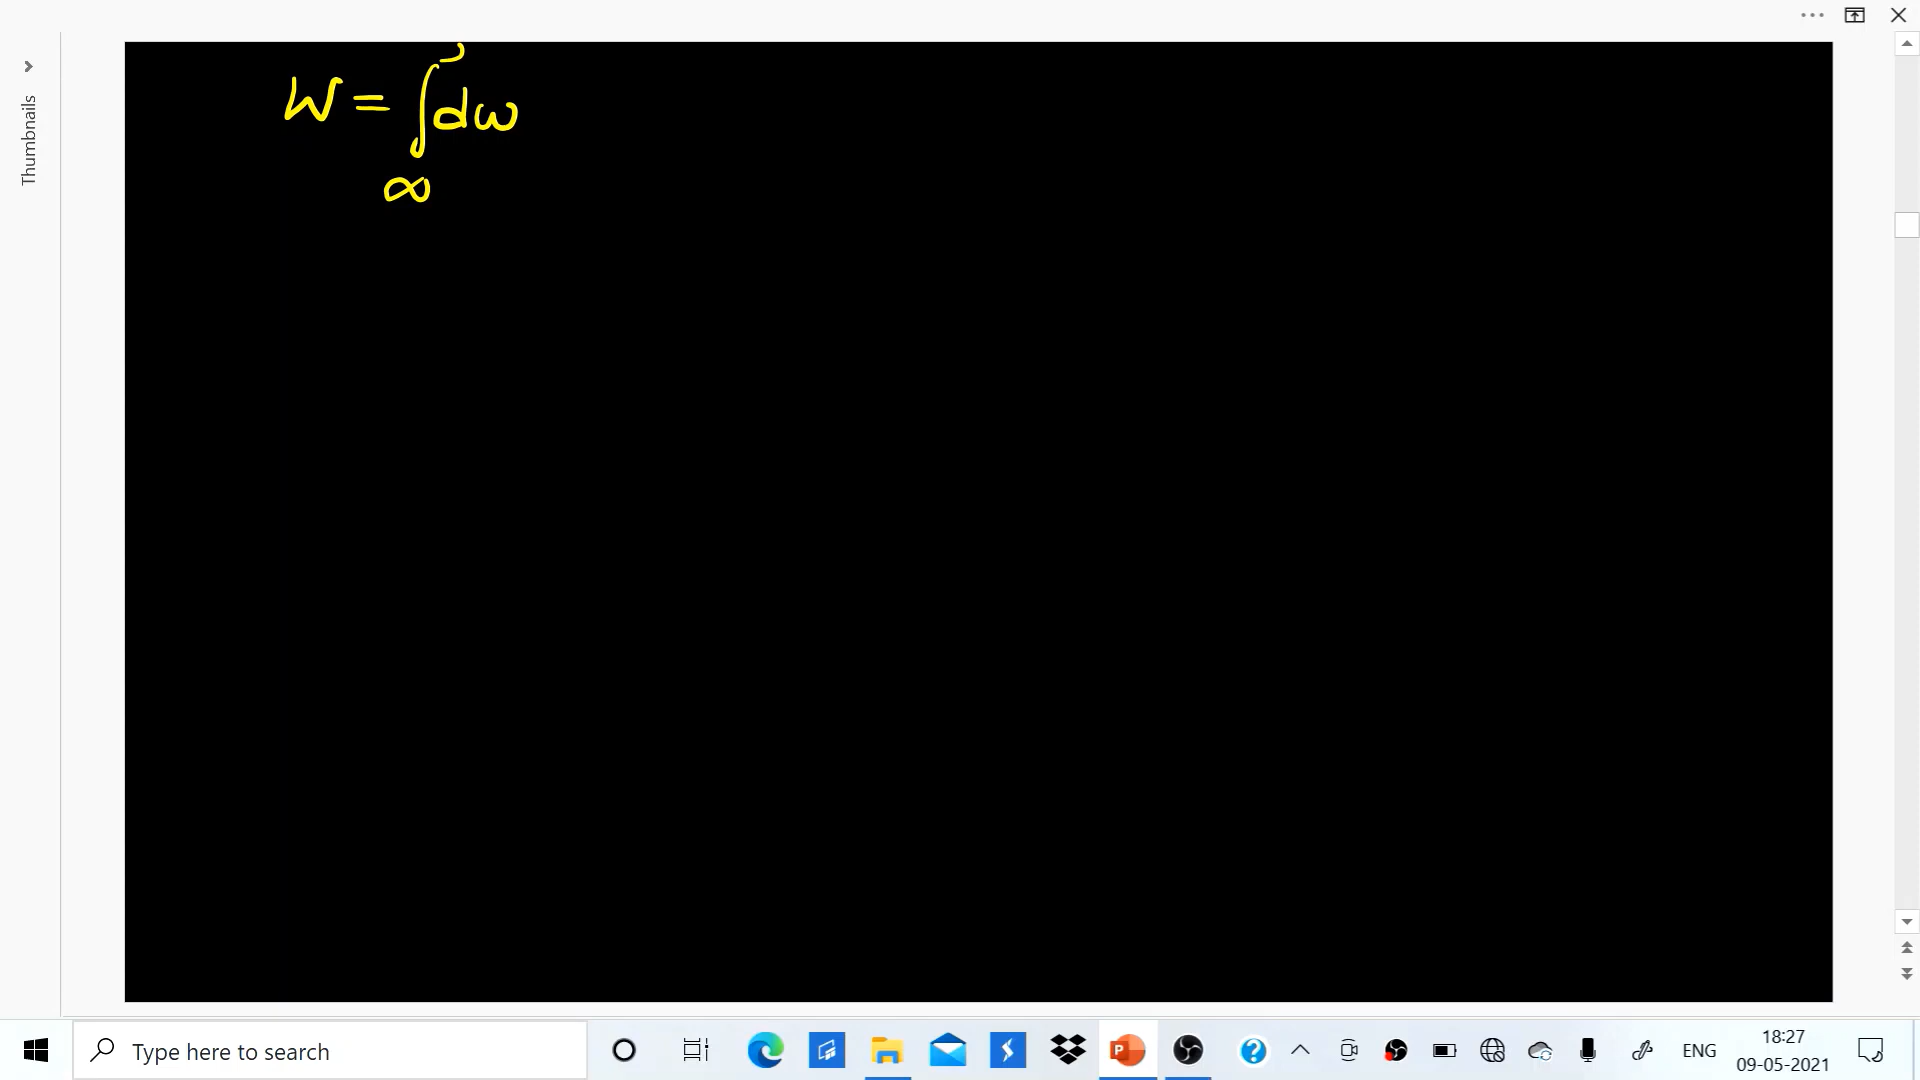 Thumbnails
W = ∫dω
∞
Type here to search
ENG
18:27
09-05-2021